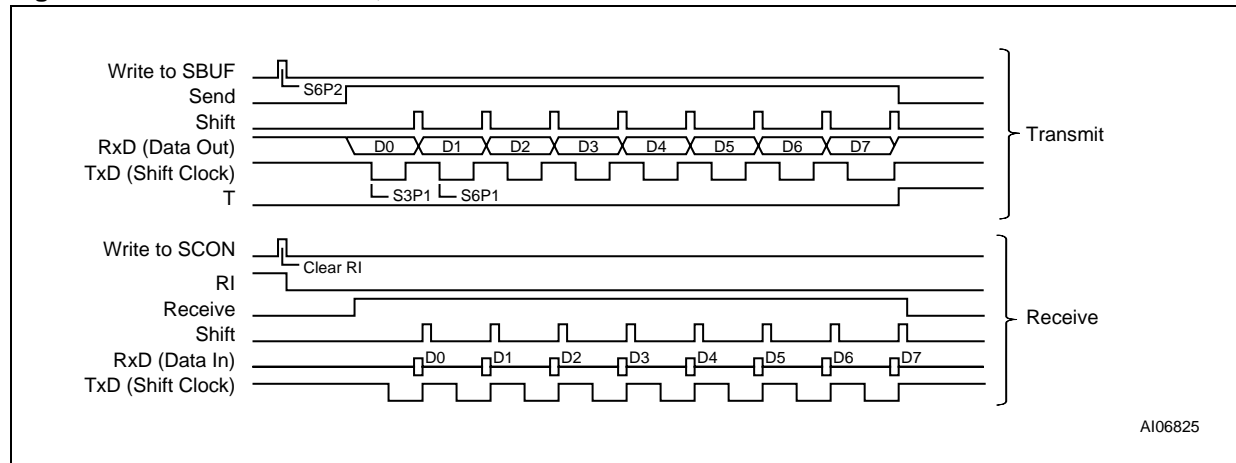 Write to SBUF
S6P2
Send
Shift
RxD (Data Out)
D0 D1 D2 D3 D4 D5 D6 D7
TxD (Shift Clock)
S3P1 S6P1
T
Transmit
Write to SCON
Clear RI
RI
Receive
Shift
RxD (Data In)
D0 D1 D2 D3 D4 D5 D6 D7
TxD (Shift Clock)
Receive
AI06825